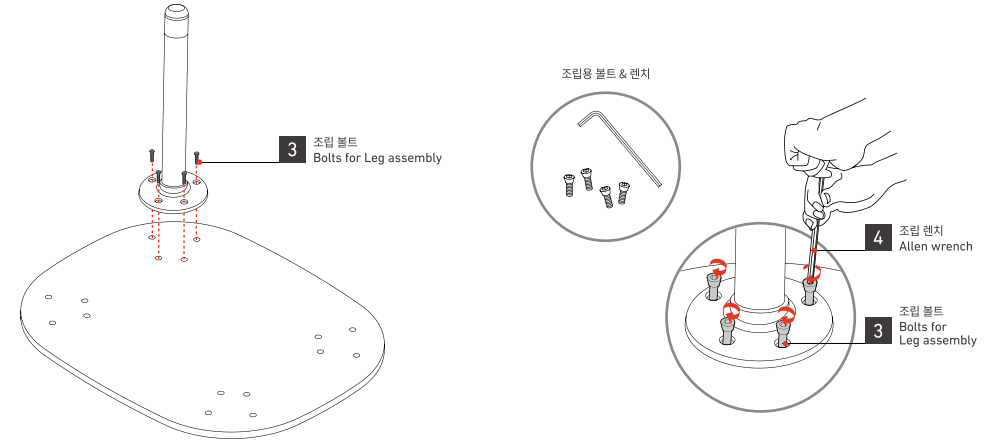 3
조립 볼트
Bolts for Leg assembly
조립용 볼트 & 렌치
4
조립 렌치
Allen wrench
3
조립 볼트
Bolts for
Leg assembly